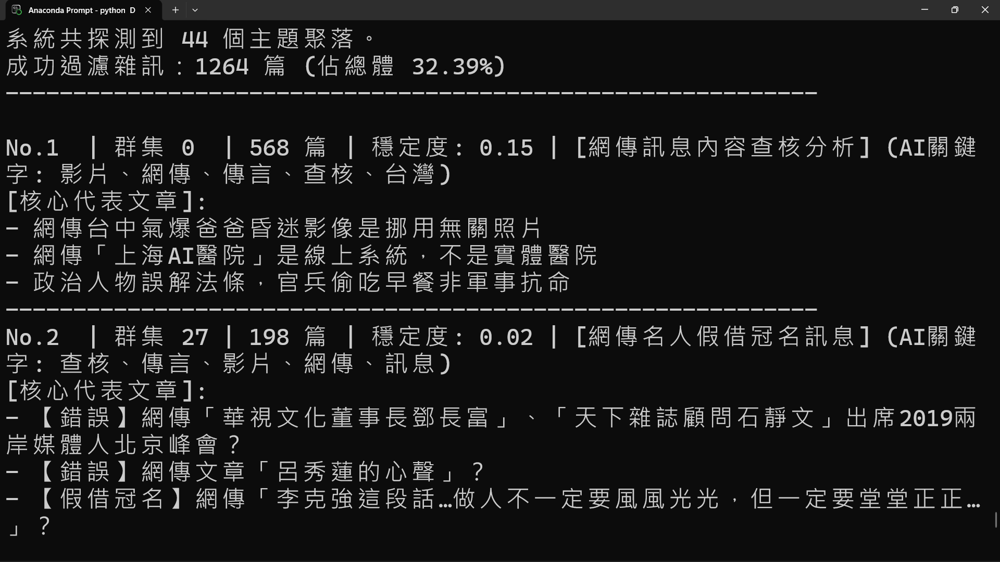 Anaconda Prompt - python D
系統共探測到 44 個主題聚落。
成功過濾雜訊：1264 篇 (佔總體 32.39%)
------------------------------------------------------------
No.1  | 群集 0  | 568 篇 | 穩定度: 0.15 | [網傳訊息內容查核分析] (AI關鍵
字: 影片、網傳、傳言、查核、台灣)
[核心代表文章]:
- 網傳台中氣爆爸爸昏迷影像是挪用無關照片
- 網傳「上海AI醫院」是線上系統，不是實體醫院
- 政治人物誤解法條，官兵偷吃早餐非軍事抗命
------------------------------------------------------------
No.2  | 群集 27 | 198 篇 | 穩定度: 0.02 | [網傳名人假借冠名訊息] (AI關鍵
字: 查核、傳言、影片、網傳、訊息)
[核心代表文章]:
- 【錯誤】網傳「華視文化董事長鄧長富」、「天下雜誌顧問石靜文」出席2019兩
岸媒體人北京峰會？
- 【錯誤】網傳文章「呂秀蓮的心聲」？
- 【假借冠名】網傳「李克強這段話…做人不一定要風風光光，但一定要堂堂正正…
」？